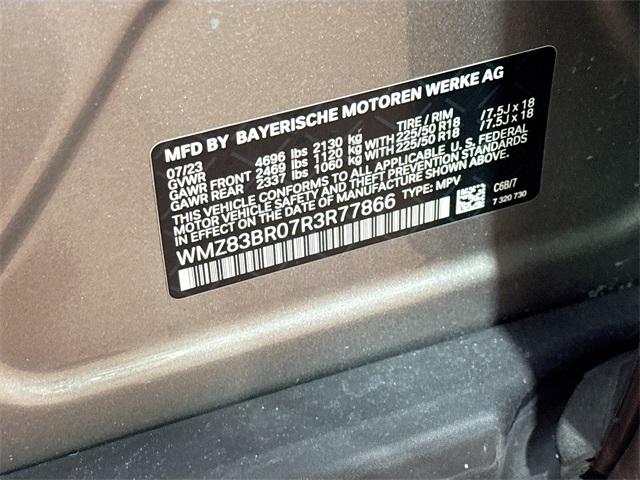 MFD BY BAYERISCHE MOTOREN WERKE AG
07/23
GVWR 4696 lbs 2130 kg TIRE / RIM
GAWR FRONT 2469 lbs 1120 kg WITH 225/50 R18 /7.5J x 18
GAWR REAR 2337 lbs 1060 kg WITH 225/50 R18 /7.5J x 18
THIS VEHICLE CONFORMS TO ALL APPLICABLE U.S. FEDERAL
MOTOR VEHICLE SAFETY, BUMPER, AND THEFT PREVENTION STANDARDS
IN EFFECT ON THE DATE OF MANUFACTURE SHOWN ABOVE.
WMZ83BR07R3R77866 TYPE: MPV
C6B/7
7 320 730